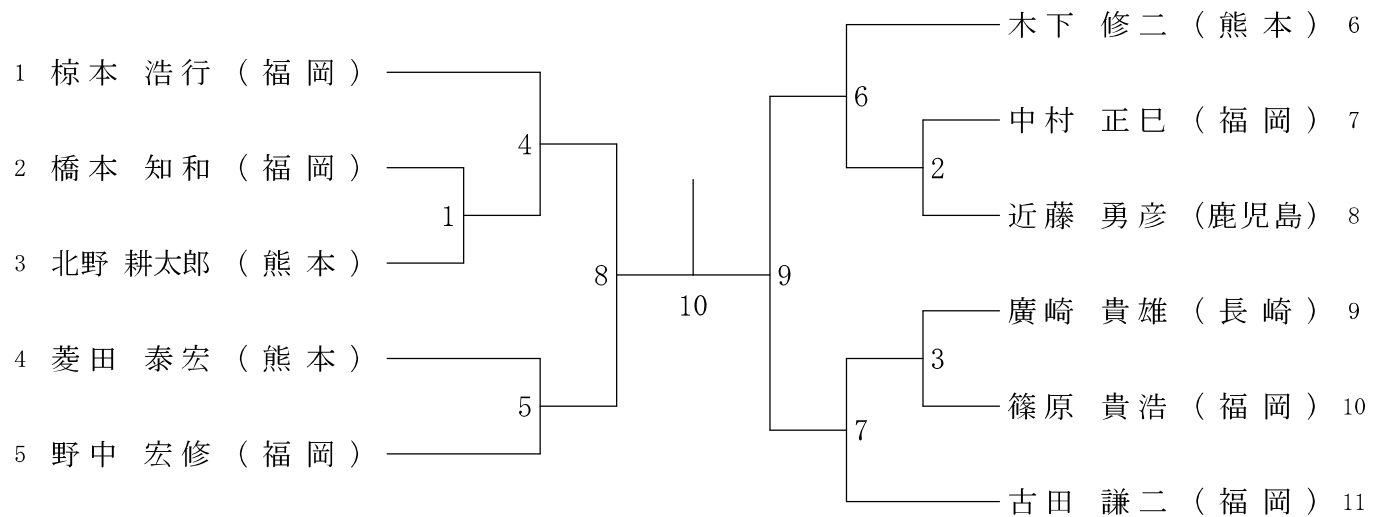 1 椋本 浩行 (福岡)
2 橋本 知和 (福岡)
3 北野 耕太郎 (熊本)
4 菱田 泰宏 (熊本)
5 野中 宏修 (福岡)
4
1
8
5
10
木下 修二 (熊本) 6
中村 正巳 (福岡) 7
近藤 勇彦 (鹿児島) 8
廣崎 貴雄 (長崎) 9
篠原 貴浩 (福岡) 10
古田 謙二 (福岡) 11
6
2
9
3
7